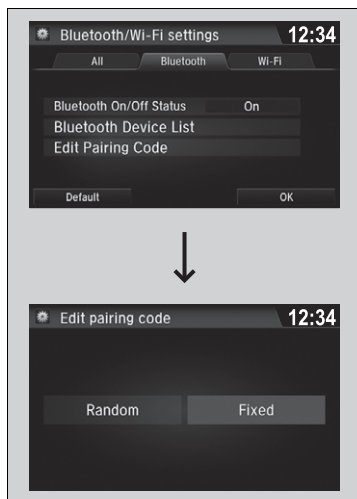 Bluetooth/Wi-Fi settings 12:34
All Bluetooth Wi-Fi
Bluetooth On/Off Status On
Bluetooth Device List
Edit Pairing Code
Default OK
Edit pairing code 12:34
Random Fixed